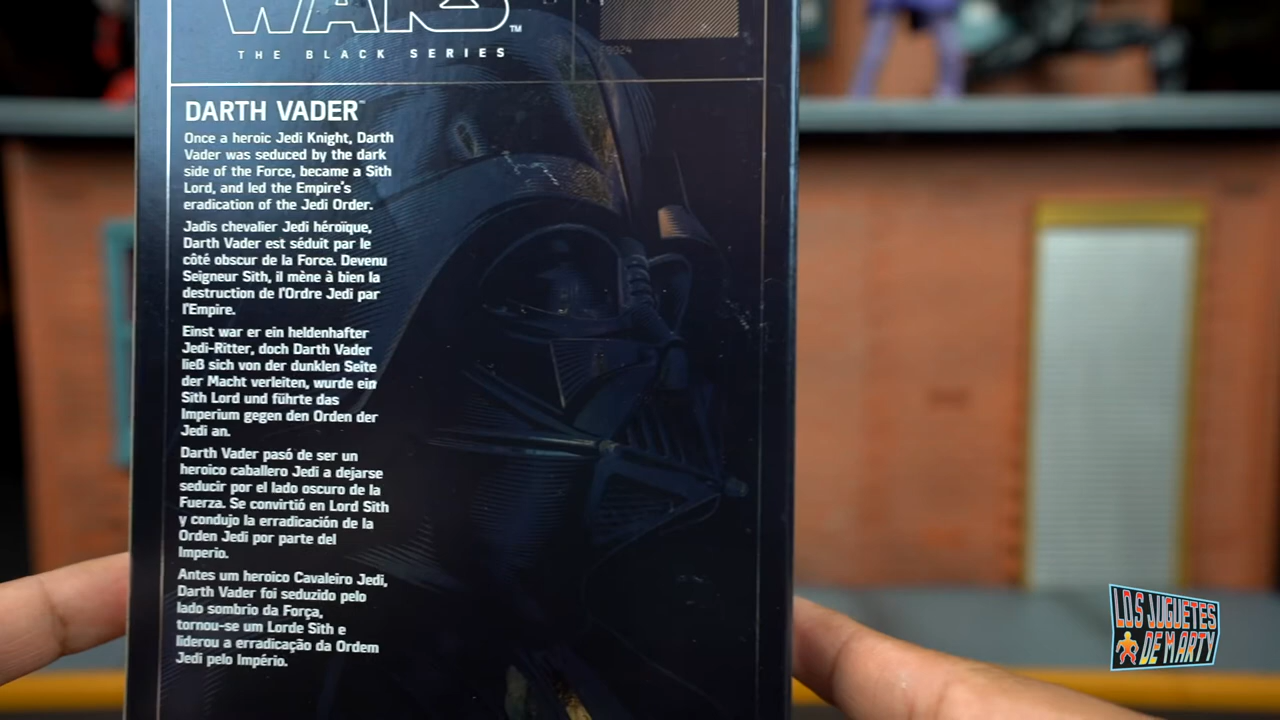 WARS™
THE BLACK SERIES
DARTH VADER™
Once a heroic Jedi Knight, Darth
Vader was seduced by the dark
side of the Force, became a Sith
Lord, and led the Empire's
eradication of the Jedi Order.
Jadis chevalier Jedi héroïque,
Darth Vader est séduit par le
côté obscur de la Force. Devenu
Seigneur Sith, il mène à bien la
destruction de l'Ordre Jedi par
l'Empire.
Einst war er ein heldenhafter
Jedi-Ritter, doch Darth Vader
ließ sich von der dunklen Seite
der Macht verleiten, wurde ein
Sith Lord und führte das
Imperium gegen den Orden der
Jedi an.
Darth Vader pasó de ser un
heroico caballero Jedi a dejarse
seducir por el lado oscuro de la
Fuerza. Se convirtió en Lord Sith
y condujo la erradicación de la
Orden Jedi por parte del
Imperio.
Antes um heroico Cavaleiro Jedi,
Darth Vader foi seduzido pelo
lado sombrio da Força,
tornou-se um Lorde Sith e
liderou a erradicação da Ordem
Jedi pelo Império.
LOS JUGUETES
DE MARTY